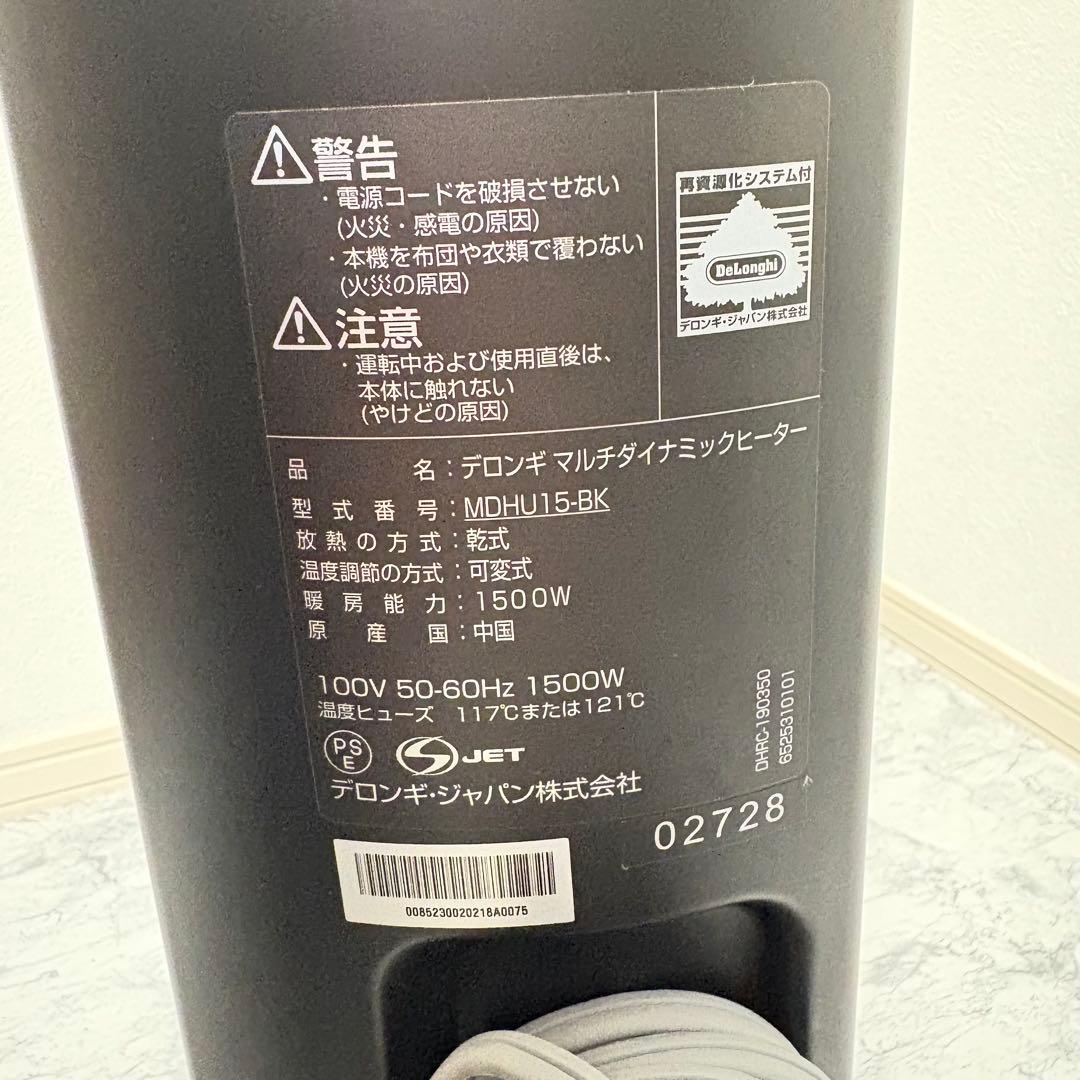 警告
・電源コードを破損させない
(火災・感電の原因)
・本機を布団や衣類で覆わない
(火災の原因)
注意
・運転中および使用直後は、
本体に触れない
(やけどの原因)
再資源化システム付
DeLonghi
デロンギ・ジャパン株式会社
品名：デロンギ マルチダイナミックヒーター
型式番号：MDHU15-BK
放熱の方式：乾式
温度調節の方式：可変式
暖房能力：1500W
原産国：中国
100V 50-60Hz 1500W
温度ヒューズ 117℃または121℃
PS
E
JET
デロンギ・ジャパン株式会社
DHRC-190350
6525310101
02728
0085230020218A0075